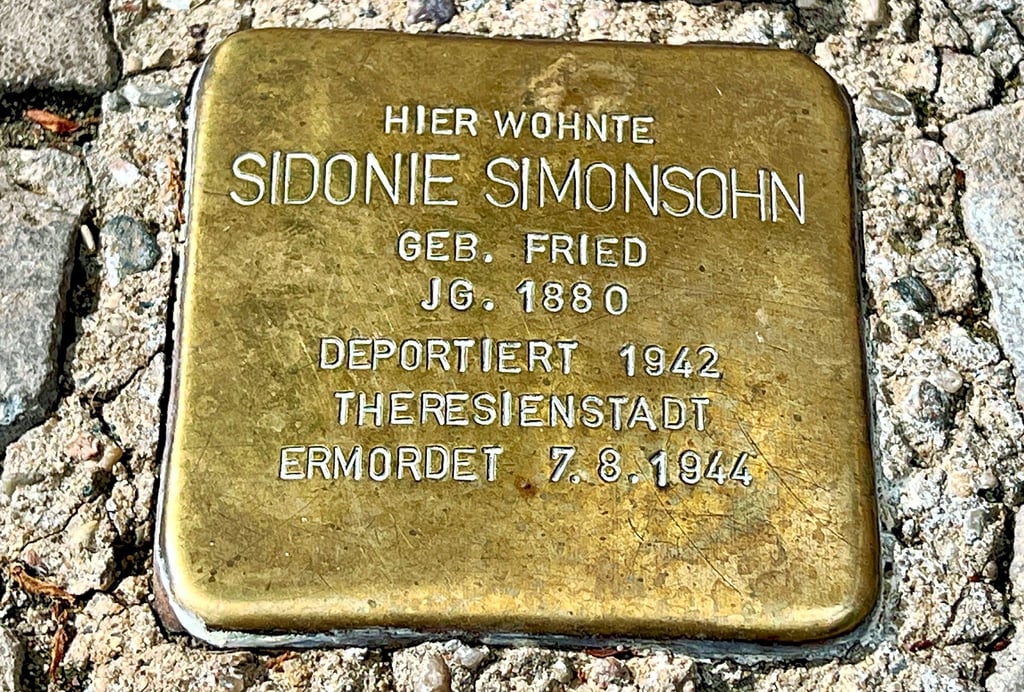 HIER WOHNTE
SIDONIE SIMONSOHN
GEB. FRIED
JG. 1880
DEPORTIERT 1942
THERESIENSTADT
ERMORDET 7.8.1944